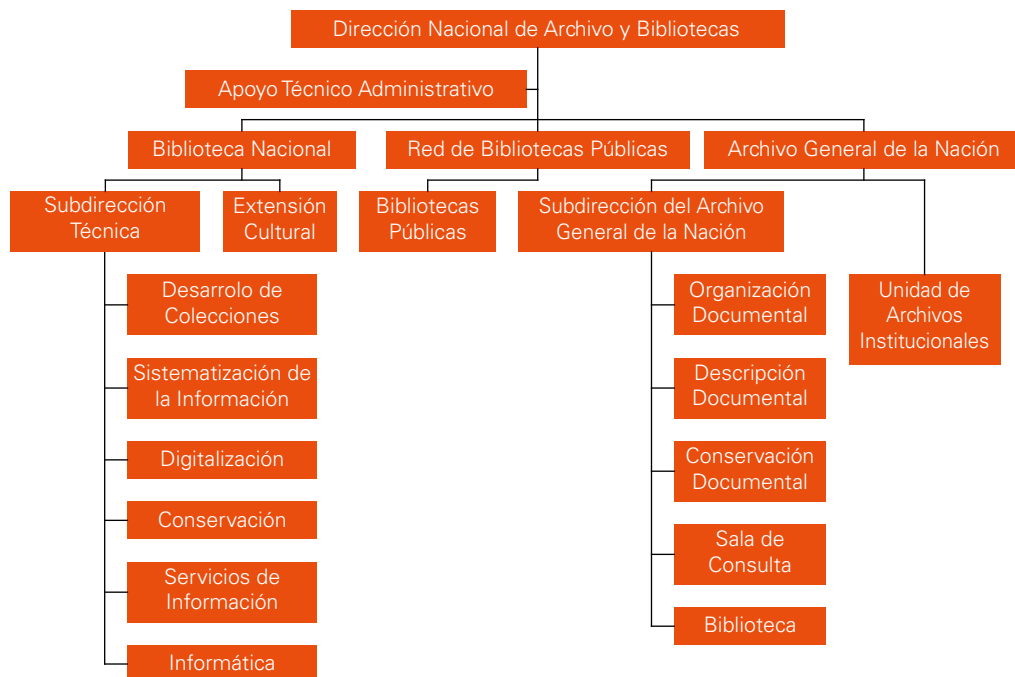 Dirección Nacional de Archivo y Bibliotecas
Apoyo Técnico Administrativo
Biblioteca Nacional
Red de Bibliotecas Públicas
Archivo General de la Nación
Subdirección
Técnica
Extensión
Cultural
Bibliotecas
Públicas
Subdirección del Archivo
General de la Nación
Desarrolo de
Colecciones
Sistematización de
la Información
Digitalización
Conservación
Servicios de
Información
Informática
Organización
Documental
Descripción
Documental
Conservación
Documental
Sala de
Consulta
Biblioteca
Unidad de
Archivos
Institucionales